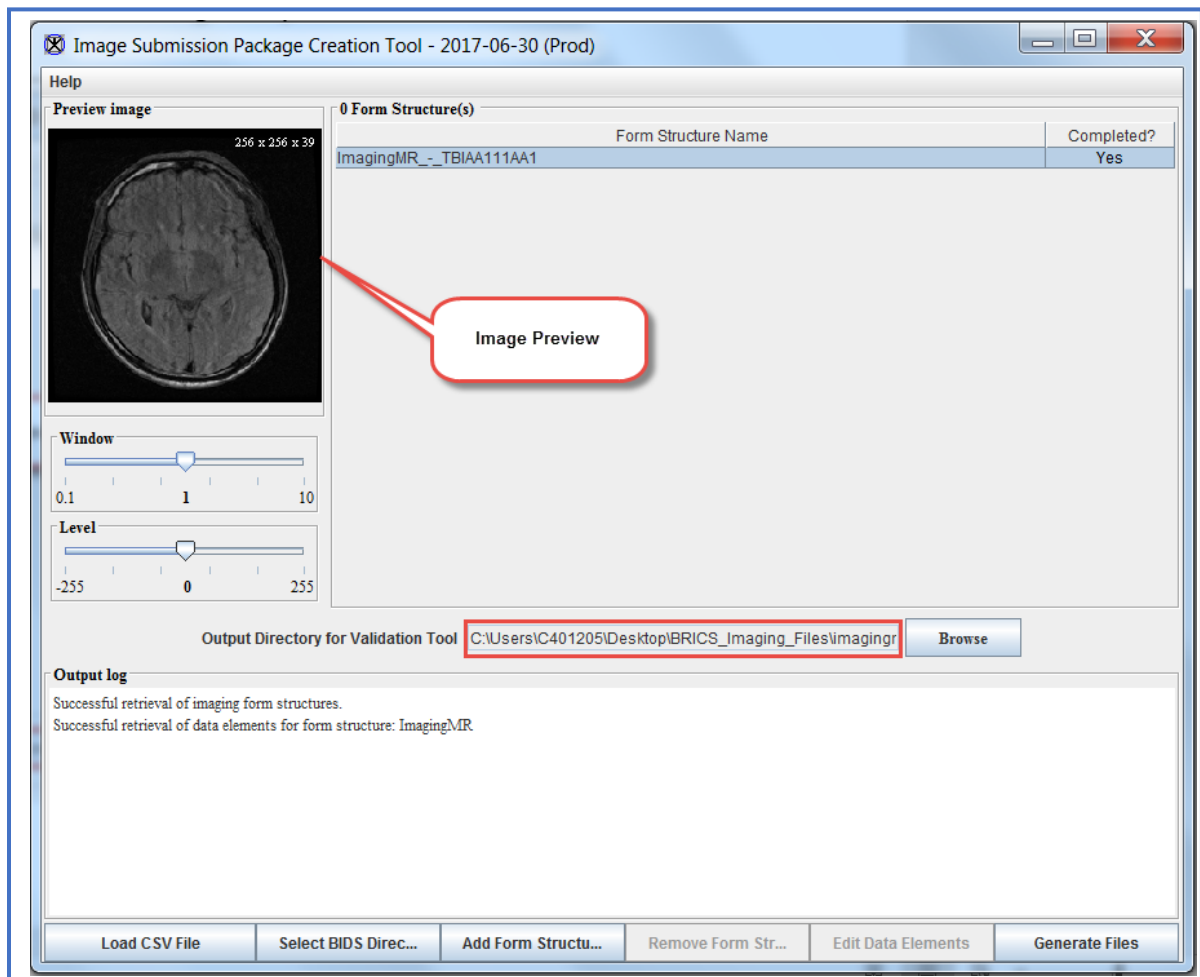 Image Submission Package Creation Tool - 2017-06-30 (Prod)
Help
Preview image
256 x 256 x 39
0 Form Structure(s)
Form Structure Name Completed?
ImagingMR_-_TBIAA111AA1 Yes
Image Preview
Window
0.1 1 10
Level
-255 0 255
Output Directory for Validation Tool C:\Users\C401205\Desktop\BRICS_Imaging_Files\imagingr Browse
Output log
Successful retrieval of imaging form structures.
Successful retrieval of data elements for form structure: ImagingMR
Load CSV File Select BIDS Direc... Add Form Structu... Remove Form Str... Edit Data Elements Generate Files